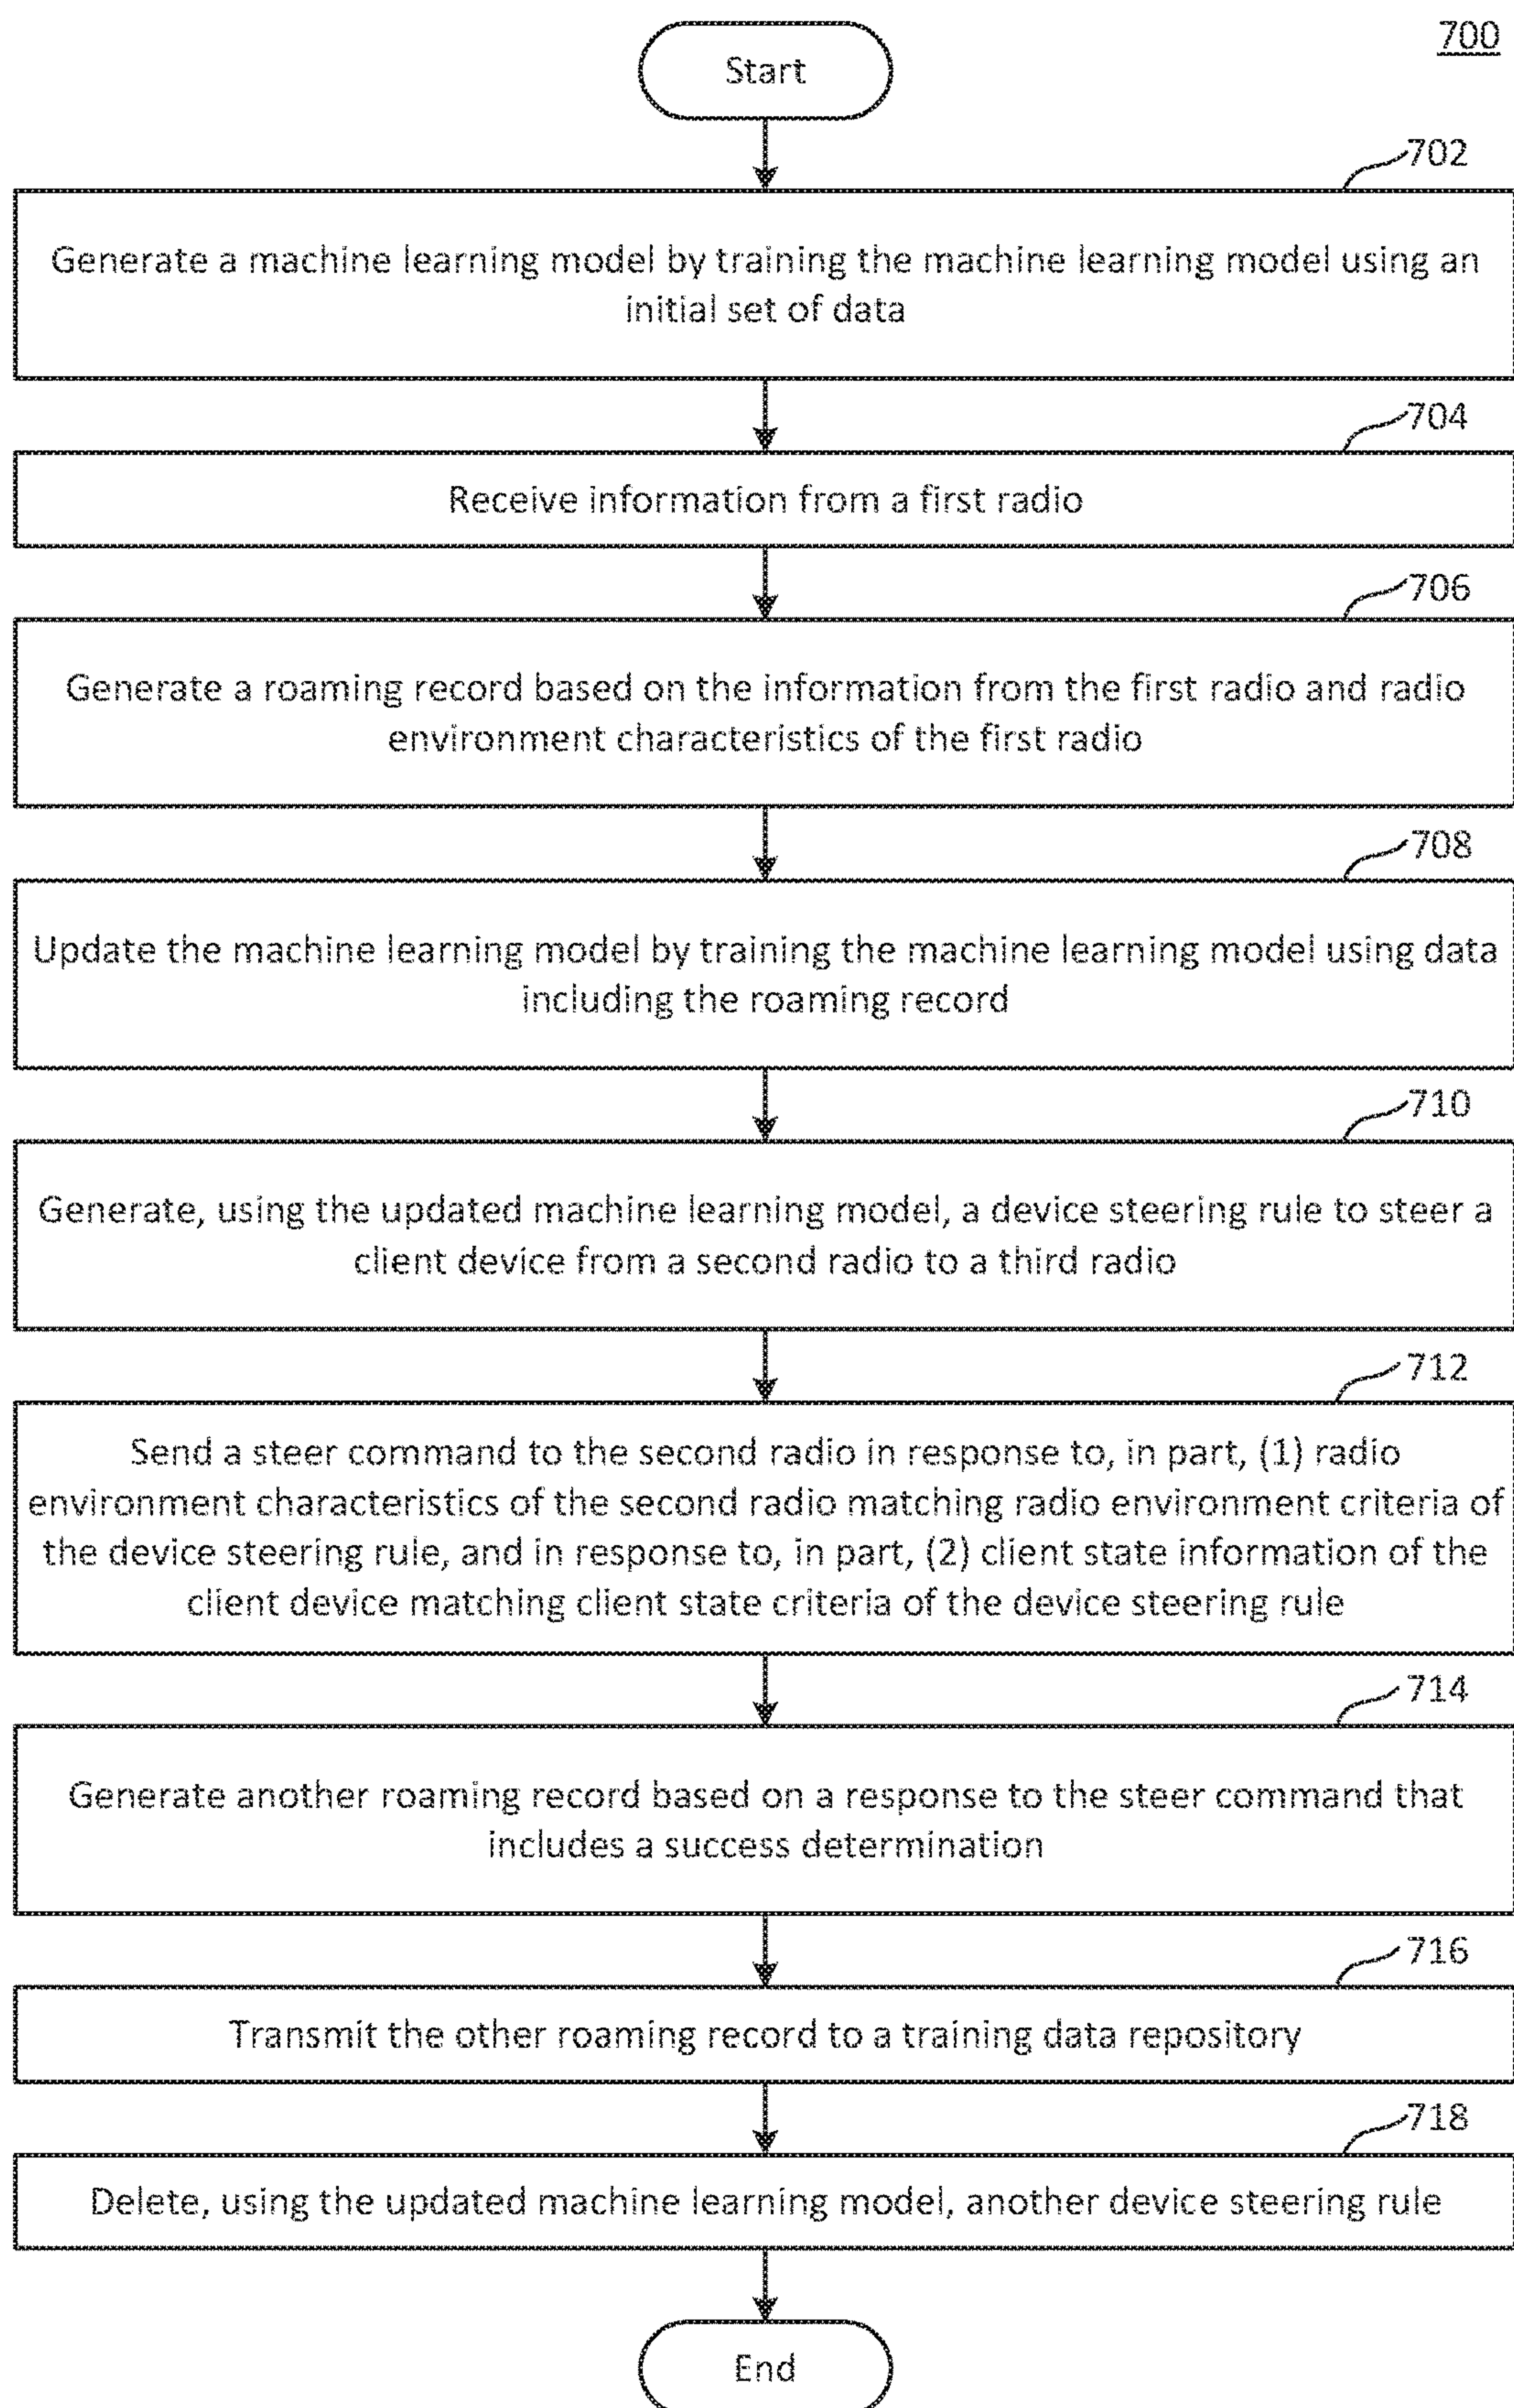 700
Start
702
Generate a machine learning model by training the machine learning model using an
initial set of data
704
Receive information from a first radio
706
Generate a roaming record based on the information from the first radio and radio
environment characteristics of the first radio
708
Update the machine learning model by training the machine learning model using data
including the roaming record
710
Generate, using the updated machine learning model, a device steering rule to steer a
client device from a second radio to a third radio
712
Send a steer command to the second radio in response to, in part, (1) radio
environment characteristics of the second radio matching radio environment criteria of
the device steering rule, and in response to, in part, (2) client state information of the
client device matching client state criteria of the device steering rule
714
Generate another roaming record based on a response to the steer command that
includes a success determination
716
Transmit the other roaming record to a training data repository
718
Delete, using the updated machine learning model, another device steering rule
End